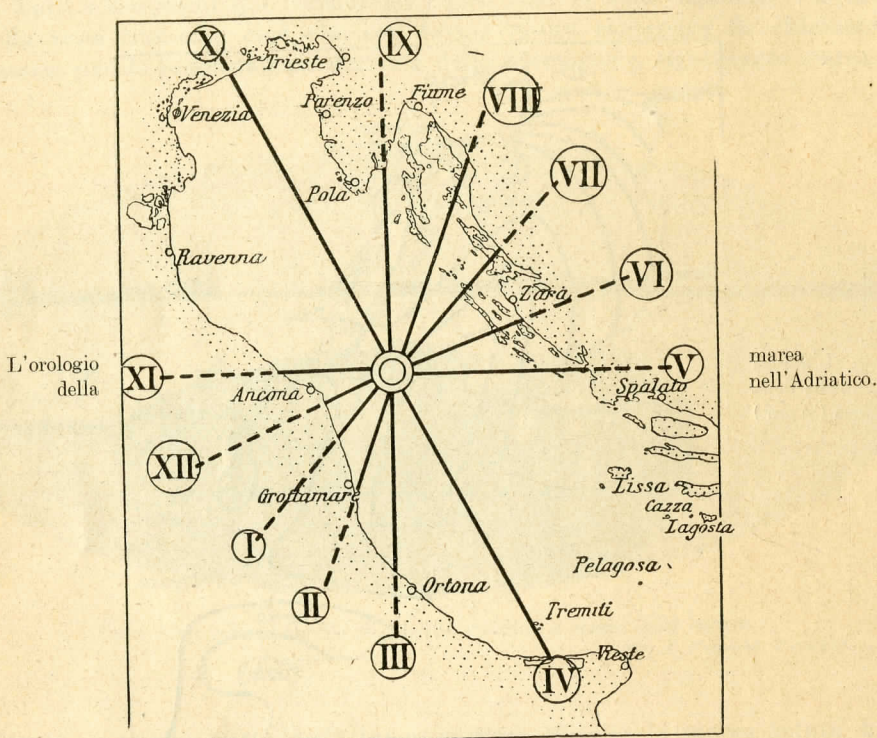 X
IX
Trieste
Parenzo
Fiume
VIII
Venezia
VII
Pola
Ravenna
VI
Zara
L'orologio
della
XI
V
marea
nell'Adriatico.
Ancona
Spalato
XII
Grottamare
Lissa
Cazza
Lagosta
I
Pelagosa
Ortona
II
Tremiti
III
Vieste
IV